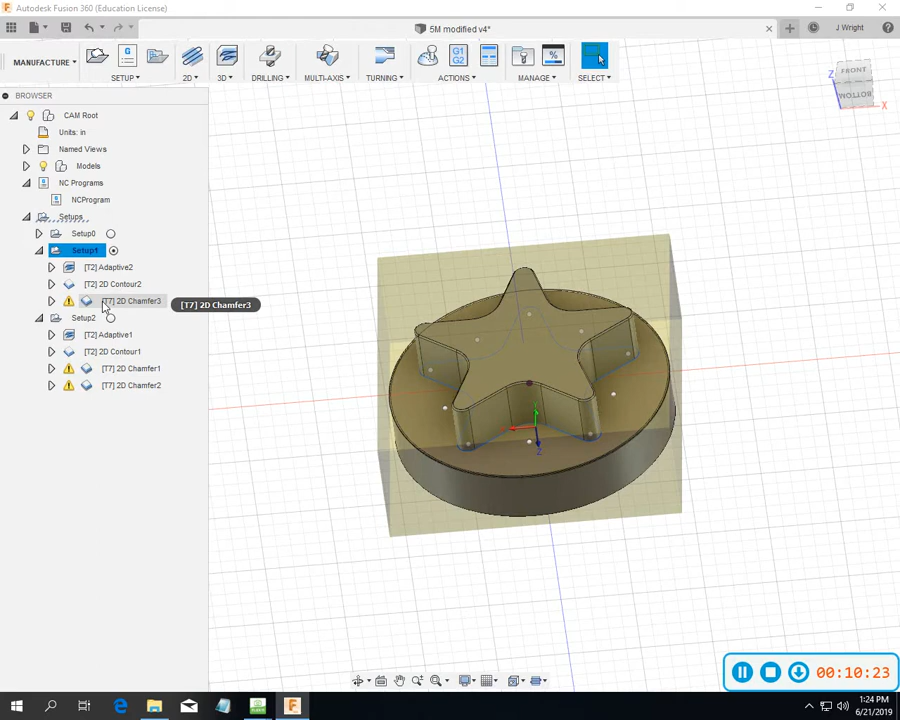 Autodesk Fusion 360 (Education License)
5M modified v4*
J Wright
MANUFACTURE
SETUP
2D
3D
DRILLING
MULTI-AXIS
TURNING
ACTIONS
MANAGE
SELECT
G
G1
G2
FRONT
BOTTOM
Z
X
BROWSER
CAM Root
Units: in
Named Views
Models
NC Programs
NCProgram
Setups
Setup0
Setup1
[T2] Adaptive2
[T2] 2D Contour2
[T7] 2D Chamfer3
[T7] 2D Chamfer3
Setup2
[T2] Adaptive1
[T2] 2D Contour1
[T7] 2D Chamfer1
[T7] 2D Chamfer2
Z
00:10:23
1:24 PM
6/21/2019